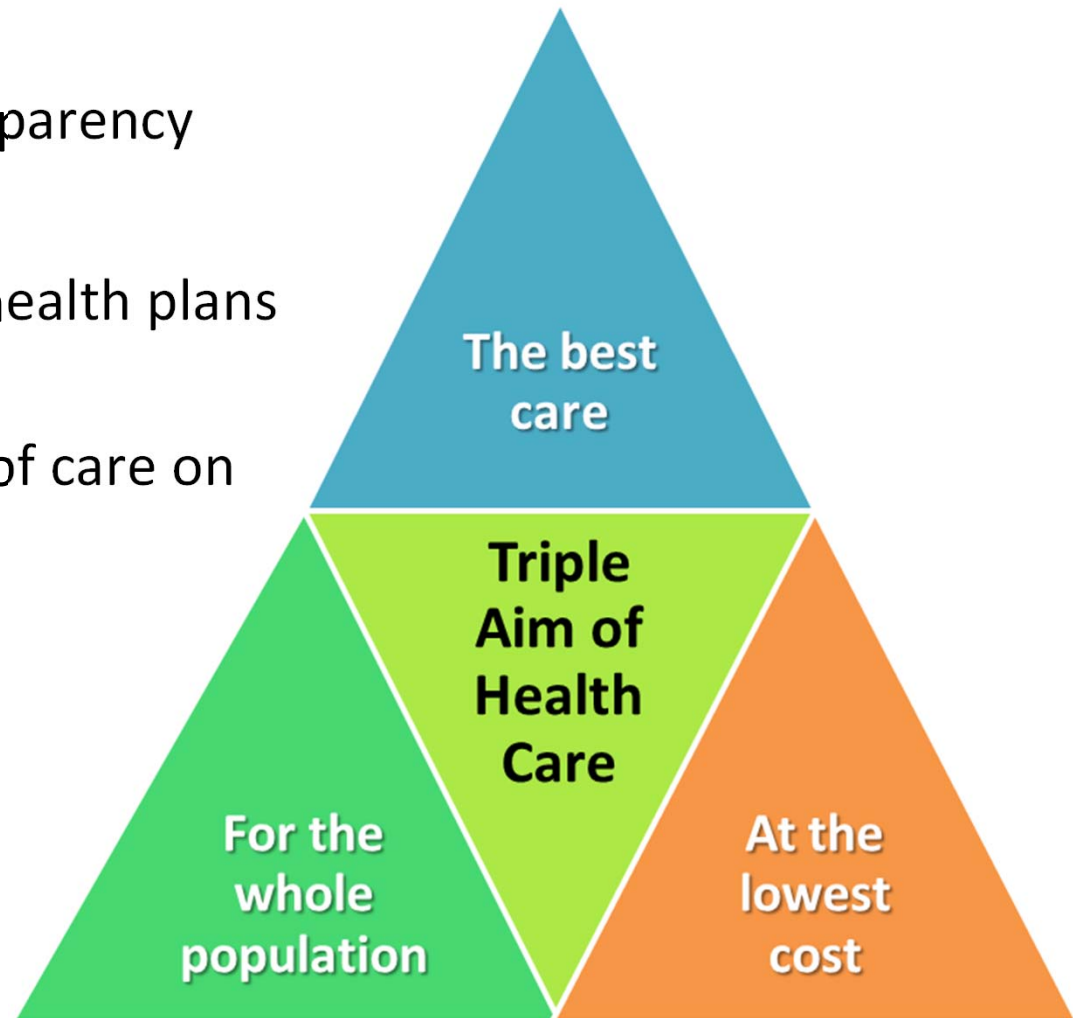 parency
ealth plans
of care on
The best
care
Triple
Aim of
Health
Care
For the
whole
population
At the
lowest
cost